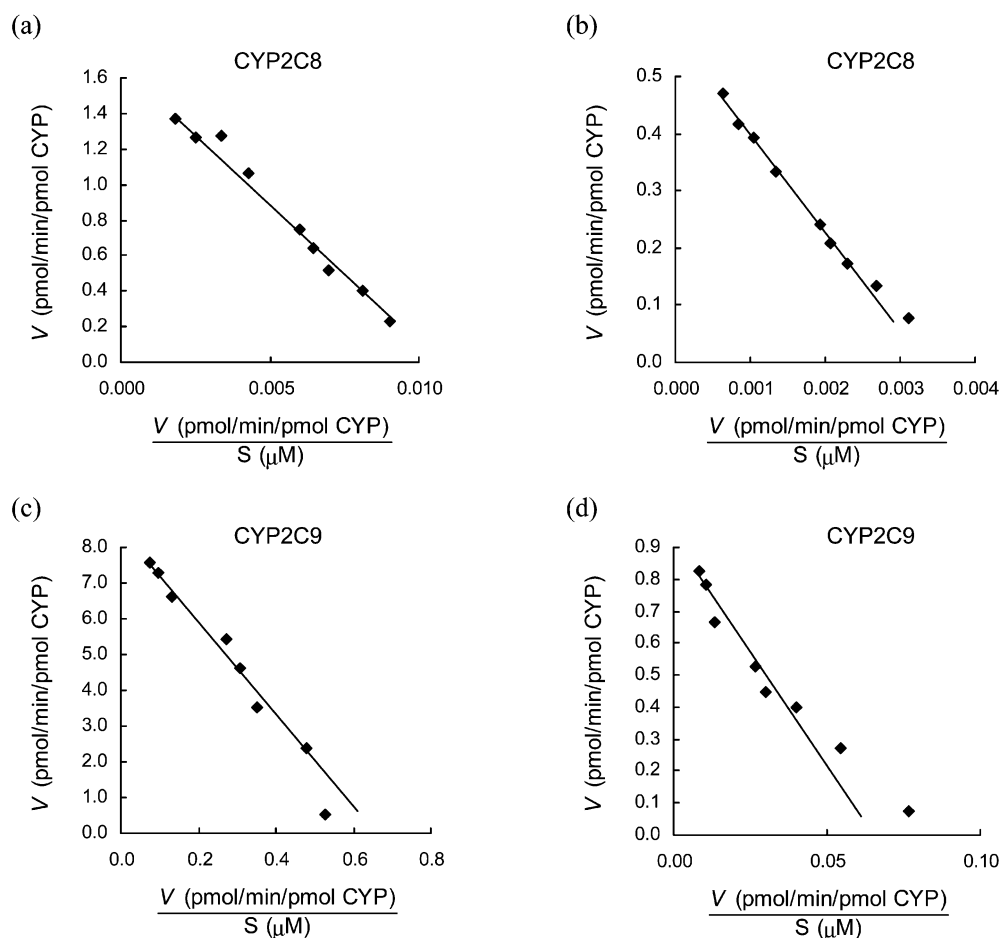 (a)
CYP2C8
V (pmol/min/pmol CYP)
1.6
1.4
1.2
1.0
0.8
0.6
0.4
0.2
0.0
0.000 0.005 0.010
V (pmol/min/pmol CYP)
S (μM)
(b)
CYP2C8
V (pmol/min/pmol CYP)
0.5
0.4
0.3
0.2
0.1
0.0
0.000 0.001 0.002 0.003 0.004
V (pmol/min/pmol CYP)
S (μM)
(c)
CYP2C9
V (pmol/min/pmol CYP)
8.0
7.0
6.0
5.0
4.0
3.0
2.0
1.0
0.0
0.0 0.2 0.4 0.6 0.8
V (pmol/min/pmol CYP)
S (μM)
(d)
CYP2C9
V (pmol/min/pmol CYP)
0.9
0.8
0.7
0.6
0.5
0.4
0.3
0.2
0.1
0.0
0.00 0.05 0.10
V (pmol/min/pmol CYP)
S (μM)